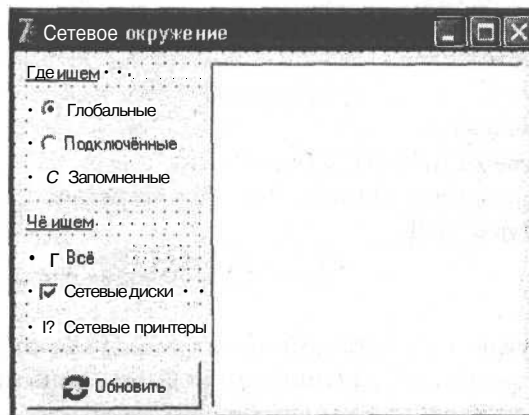 Сетевое окружение
Где ищем
Глобальные
Подключённые
С Запомненные
Чё ищем
Г Всё
Сетевые диски
I? Сетевые принтеры
Обновить